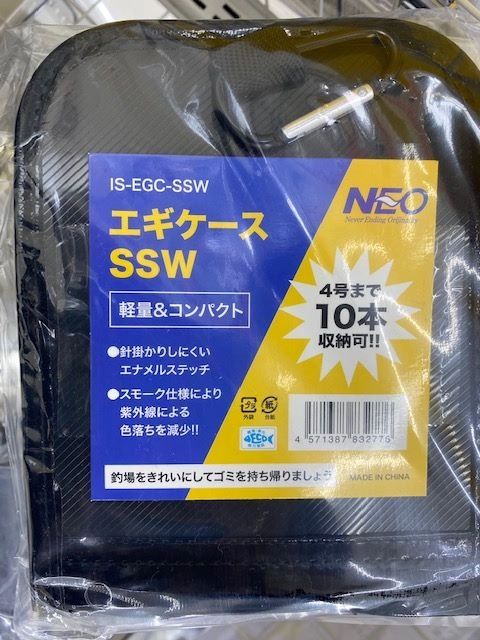 IS-EGC-SSW
NEO
Never Ending Originality
エギケース
SSW
軽量&コンパクト
4号まで
10本
収納可!!
●針掛かりしにくい
エナメルステッチ
●スモーク仕様により
紫外線による
色落ちを減少!!
プラ
外袋
紙
台紙
ECO
4 571387 832776
釣場をきれいにしてゴミを持ち帰りましょう
MADE IN CHINA